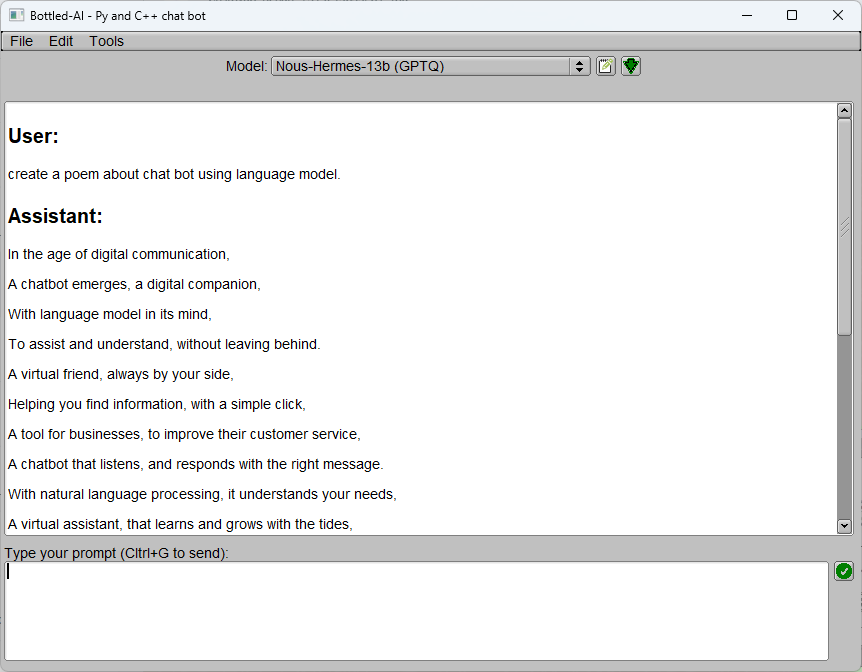 Bottled-AI - Py and C++ chat bot
File Edit Tools
Model: Nous-Hermes-13b (GPTQ)
User:
create a poem about chat bot using language model.
Assistant:
In the age of digital communication,
A chatbot emerges, a digital companion,
With language model in its mind,
To assist and understand, without leaving behind.
A virtual friend, always by your side,
Helping you find information, with a simple click,
A tool for businesses, to improve their customer service,
A chatbot that listens, and responds with the right message.
With natural language processing, it understands your needs,
A virtual assistant, that learns and grows with the tides,
Type your prompt (Cltrl+G to send):